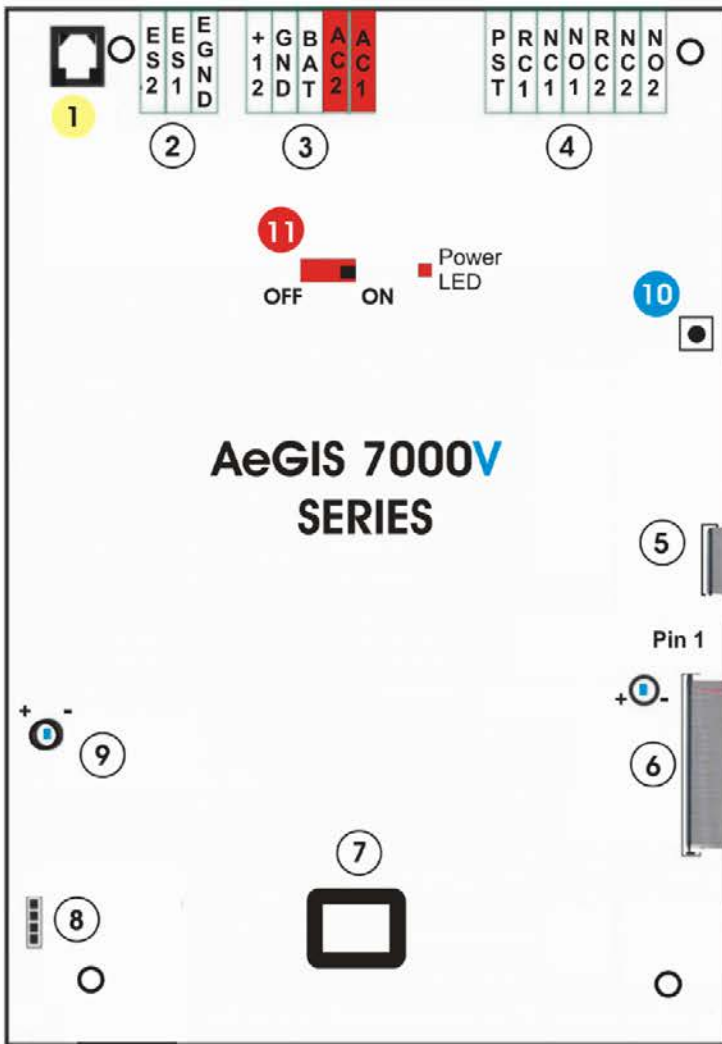 ES2 ES1 EGND +12 GND BAT AC2 AC1 PST RC1 NC1 NO1 RC2 NC2 NO2
1
2 3 4
11
Power
LED
OFF ON
10
AeGIS 7000V
SERIES
5
Pin 1
+ -
+ -
9
6
7
8